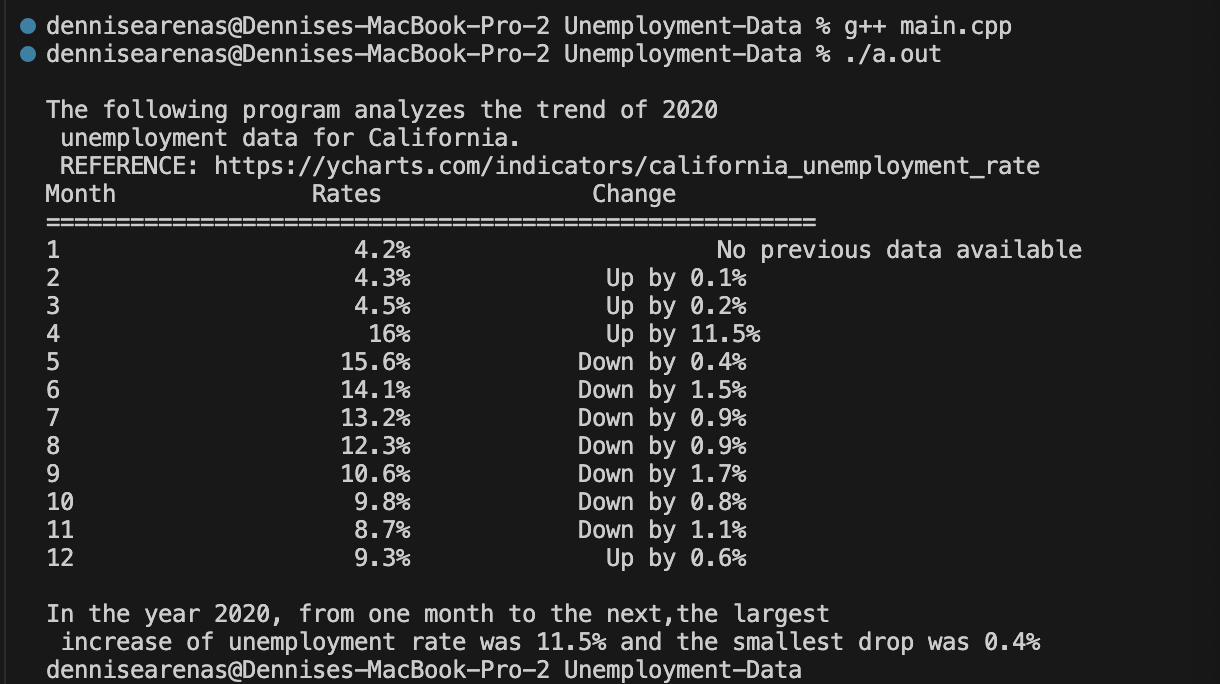 dennisearenas@Dennises-MacBook-Pro-2 Unemployment-Data % g++ main.cpp
dennisearenas@Dennises-MacBook-Pro-2 Unemployment-Data % ./a.out
The following program analyzes the trend of 2020
unemployment data for California.
REFERENCE: https://ycharts.com/indicators/california_unemployment_rate
Month Rates Change
=======================================================
1 4.2% No previous data available
2 4.3% Up by 0.1%
3 4.5% Up by 0.2%
4 16% Up by 11.5%
5 15.6% Down by 0.4%
6 14.1% Down by 1.5%
7 13.2% Down by 0.9%
8 12.3% Down by 0.9%
9 10.6% Down by 1.7%
10 9.8% Down by 0.8%
11 8.7% Down by 1.1%
12 9.3% Up by 0.6%
In the year 2020, from one month to the next,the largest
increase of unemployment rate was 11.5% and the smallest drop was 0.4%
dennisearenas@Dennises-MacBook-Pro-2 Unemployment-Data